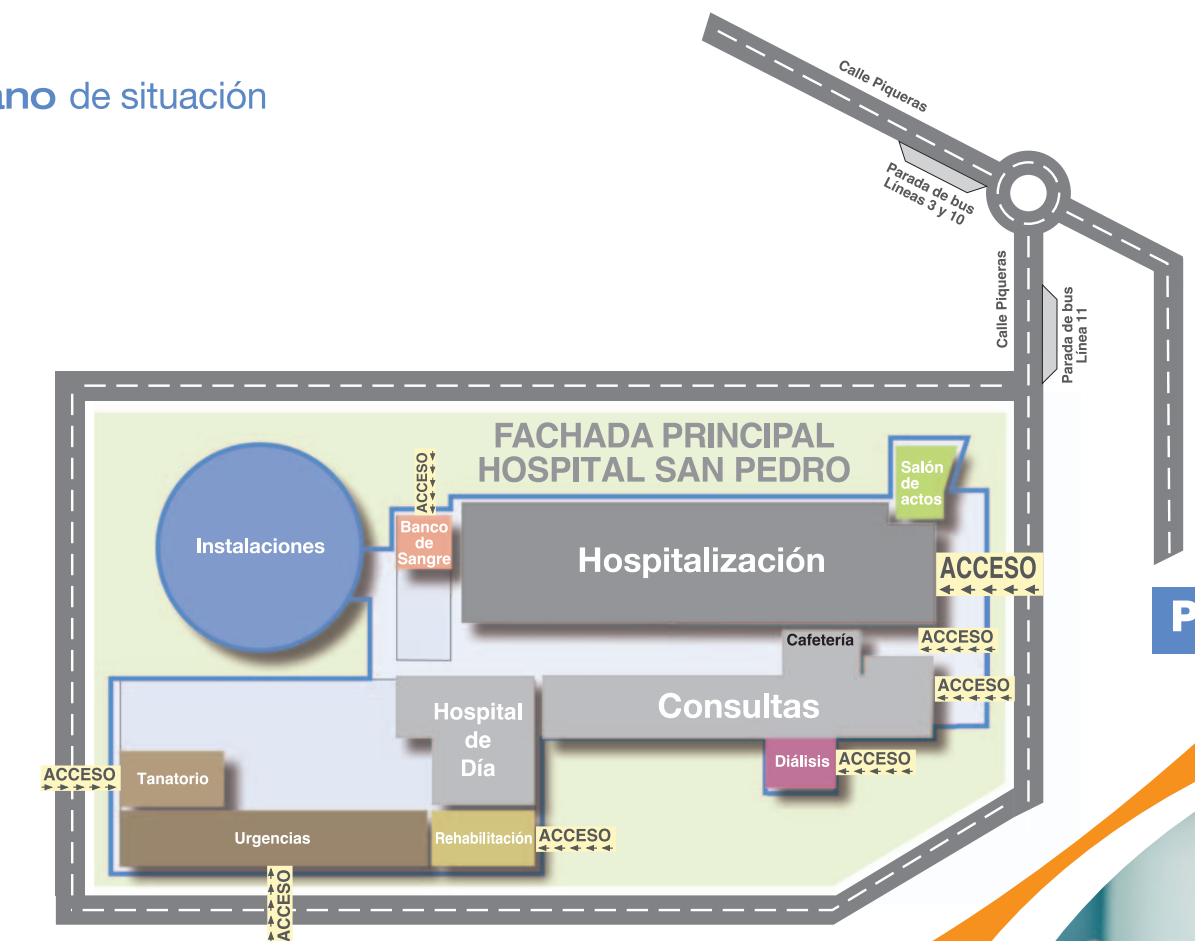 ano de situación
Calle Piqueras
Parada de bus
Líneas 3 y 10
Calle Piqueras
Parada de bus
Línea 11
FACHADA PRINCIPAL
HOSPITAL SAN PEDRO
ACCESO
Salón
de
actos
Banco
de
Sangre
Instalaciones
Hospitalización
ACCESO
P
Cafetería
ACCESO
ACCESO
Consultas
Hospital
de
Día
Diálisis
ACCESO
ACCESO
Tanatorio
Urgencias
Rehabilitación
ACCESO
ACCESO